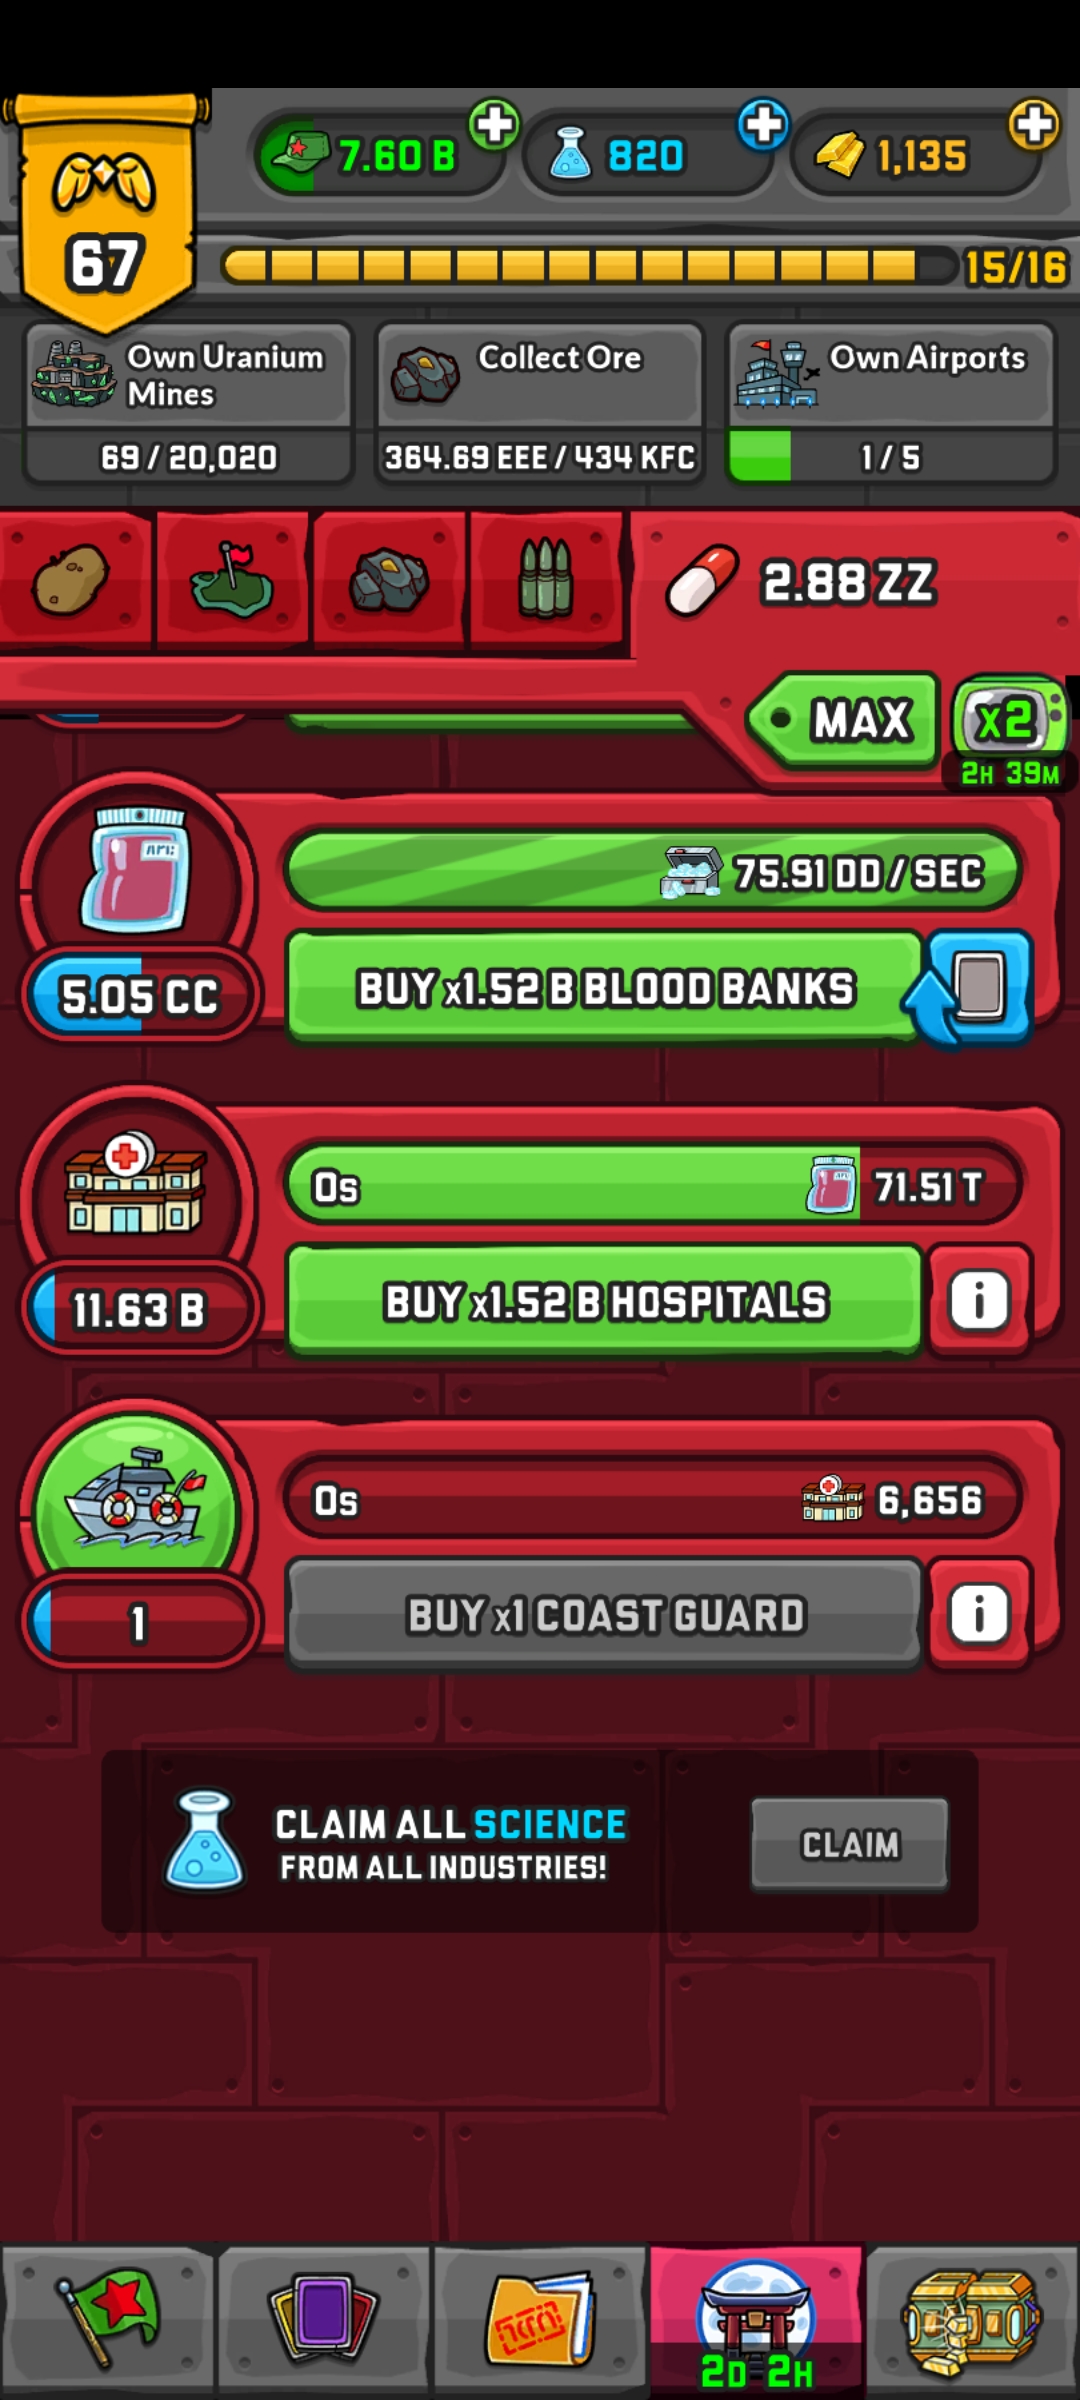 7.60 B
820
1,135
67
15/16
Own Uranium
Mines
69 / 20,020
Collect Ore
364.69 EEE / 434 KFC
Own Airports
1 / 5
2.88 ZZ
MAX
x2
2H 39M
75.91 DD / SEC
5.05 CC
BUY x1.52 B BLOOD BANKS
0s
71.51 T
11.63 B
BUY x1.52 B HOSPITALS
i
0s
6,656
1
BUY x1 COAST GUARD
i
CLAIM ALL SCIENCE
FROM ALL INDUSTRIES!
CLAIM
2D 2H